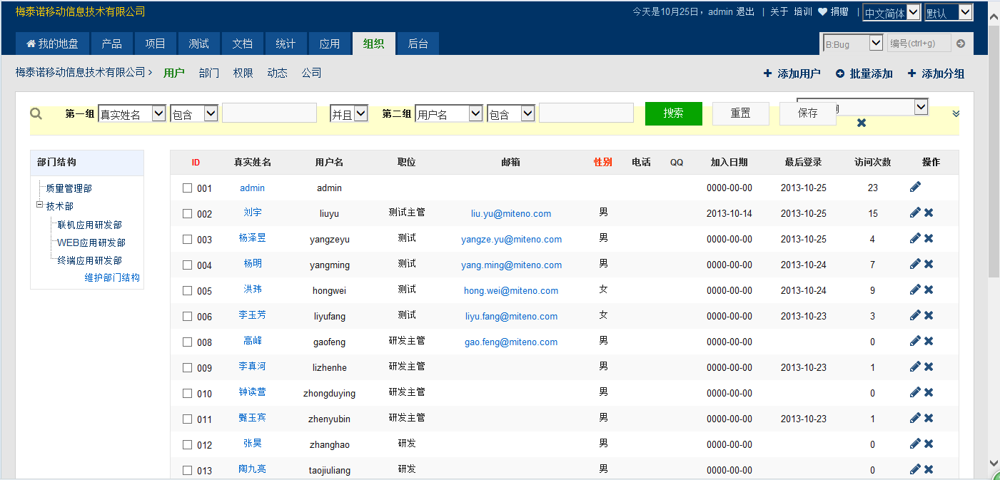 梅泰诺移动信息技术有限公司
今天是10月25日，admin 退出 | 关于 培训 捐赠 | 中文简体 默认
我的地盘 产品 项目 测试 文档 统计 应用 组织 后台
B:Bug 编号(ctrl+g)
梅泰诺移动信息技术有限公司 > 用户 部门 权限 动态 公司
添加用户 批量添加 添加分组
第一组 真实姓名 包含 并且 第二组 用户名 包含 搜索 重置 保存
部门结构
质量管理部
技术部
联机应用研发部
WEB应用研发部
终端应用研发部
维护部门结构
ID 真实姓名 用户名 职位 邮箱 性别 电话 QQ 加入日期 最后登录 访问次数 操作
001 admin admin 0000-00-00 2013-10-25 23
002 刘宇 liuyu 测试主管 liu.yu@miteno.com 男 2013-10-14 2013-10-25 15
003 杨泽昱 yangzeyu 测试 yangze.yu@miteno.com 男 0000-00-00 2013-10-25 4
004 杨明 yangming 测试 yang.ming@miteno.com 男 0000-00-00 2013-10-24 7
005 洪玮 hongwei 测试 hong.wei@miteno.com 女 0000-00-00 2013-10-24 9
006 李玉芳 liyufang 测试 liyu.fang@miteno.com 女 0000-00-00 2013-10-23 3
008 高峰 gaofeng 研发主管 gao.feng@miteno.com 男 0000-00-00 0
009 李真河 lizhenhe 研发主管 男 0000-00-00 2013-10-23 1
010 钟读营 zhongduying 研发主管 男 0000-00-00 0
011 甄玉宾 zhenyubin 研发主管 男 0000-00-00 2013-10-23 1
012 张昊 zhanghao 研发 男 0000-00-00 0
013 陶九亮 taojiuliang 研发 男 0000-00-00 0